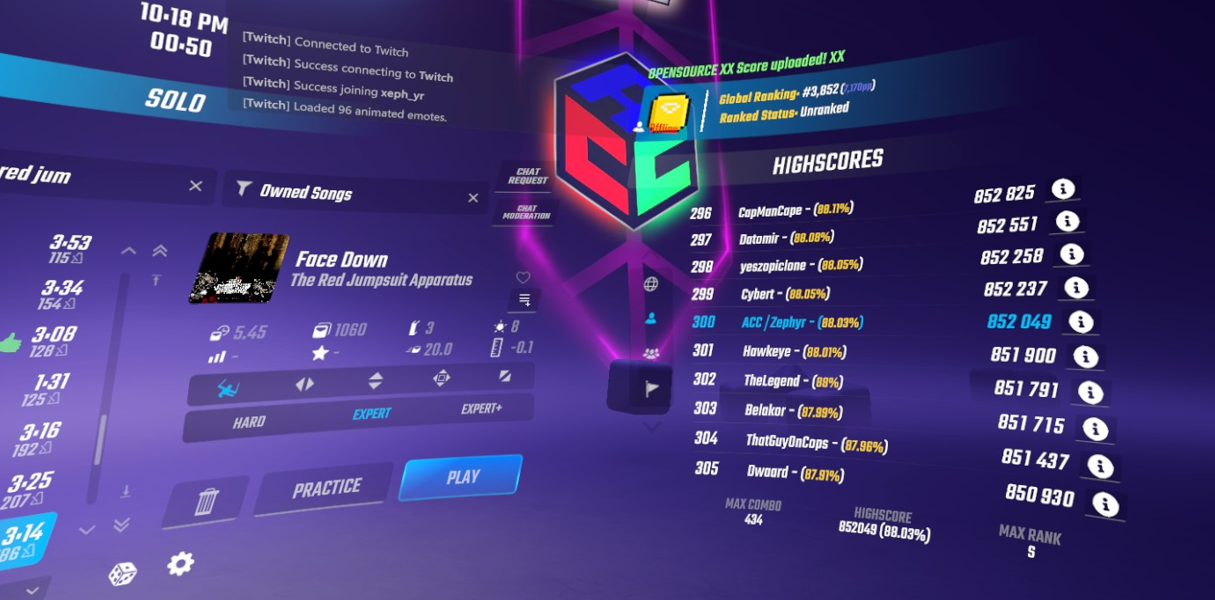 10:18 PM
00:50
[Twitch] Connected to Twitch
[Twitch] Success connecting to Twitch
[Twitch] Success joining xeph_yr
[Twitch] Loaded 96 animated emotes.
SOLO
OPENSOURCE XX Score uploaded! XX
Global Ranking• #3,852 (7,170pp)
Ranked Status• Unranked
red jum
Owned Songs
CHAT REQUEST
CHAT MODERATION
3:53
115
3:34
154
3:08
128
1:31
125
3:16
192
3:25
207
3:14
86
Face Down
The Red Jumpsuit Apparatus
5.45
1060
3
8
-
-
20.0
-0.1
HARD
EXPERT
EXPERT+
PRACTICE
PLAY
HIGHSCORES
296 CapManCape - (88.11%) 852 825
297 Datomir - (88.08%) 852 551
298 yeszopiclone - (88.05%) 852 258
299 Cybert - (88.05%) 852 237
300 ACC / Zephyr - (88.03%) 852 049
301 Hawkeye - (88.01%) 851 900
302 TheLegend - (88%) 851 791
303 Belakor - (87.99%) 851 715
304 ThatGuyOnCaps - (87.96%) 851 437
305 Dwaard - (87.91%) 850 930
MAX COMBO
434
HIGHSCORE
852049 (88.03%)
MAX RANK
S